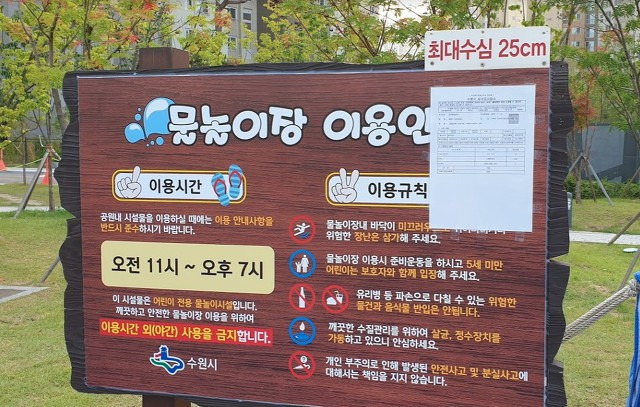 최대수심 25cm
물놀이장 이용안
이용시간
공원내 시설물을 이용하실 때에는 이용 안내사항을
반드시 준수하시기 바랍니다.
오전 11시 ~ 오후 7시
이 시설물은 어린이 전용 물놀이시설입니다.
깨끗하고 안전한 물놀이장 이용을 위하여
이용시간 외(야간) 사용을 금지합니다.
수원시
이용규칙
물놀이장내 바닥이 미끄러우
위험한 장난은 삼가해 주세요.
물놀이장 이용시 준비운동을 하시고 5세 미만
어린이는 보호자와 함께 입장해 주세요.
유리병 등 파손으로 다칠 수 있는 위험한
물건과 음식물 반입은 안됩니다.
깨끗한 수질관리를 위하여 살균, 정수장치를
가동하고 있으니 안심하세요.
개인 부주의로 인해 발생된 안전사고 및 분실사고에
대해서는 책임을 지지 않습니다.